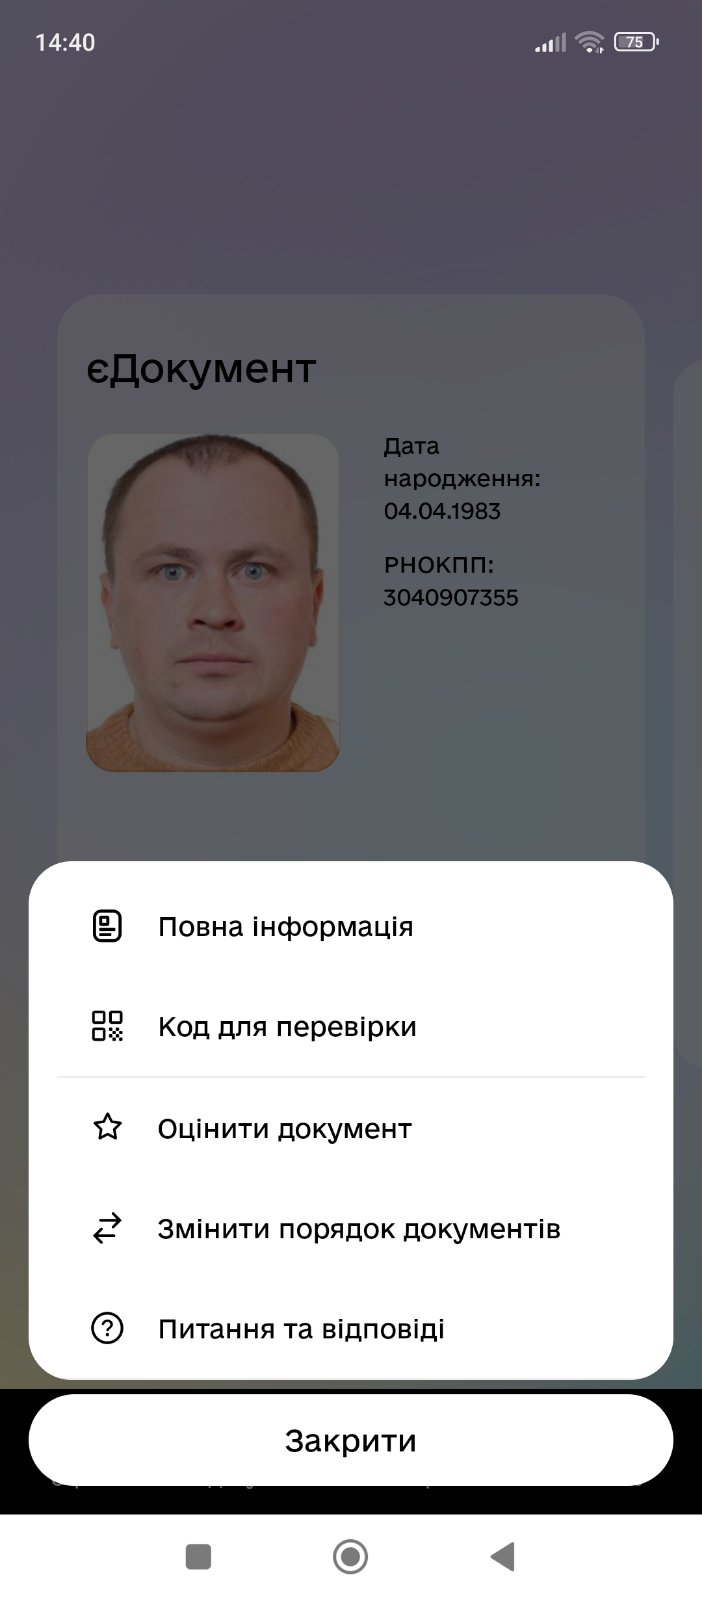 14:40
75
єДокумент
Дата
народження:
04.04.1983
РНОКПП:
3040907355
Повна інформація
Код для перевірки
Оцінити документ
Змінити порядок документів
Питання та відповіді
Закрити